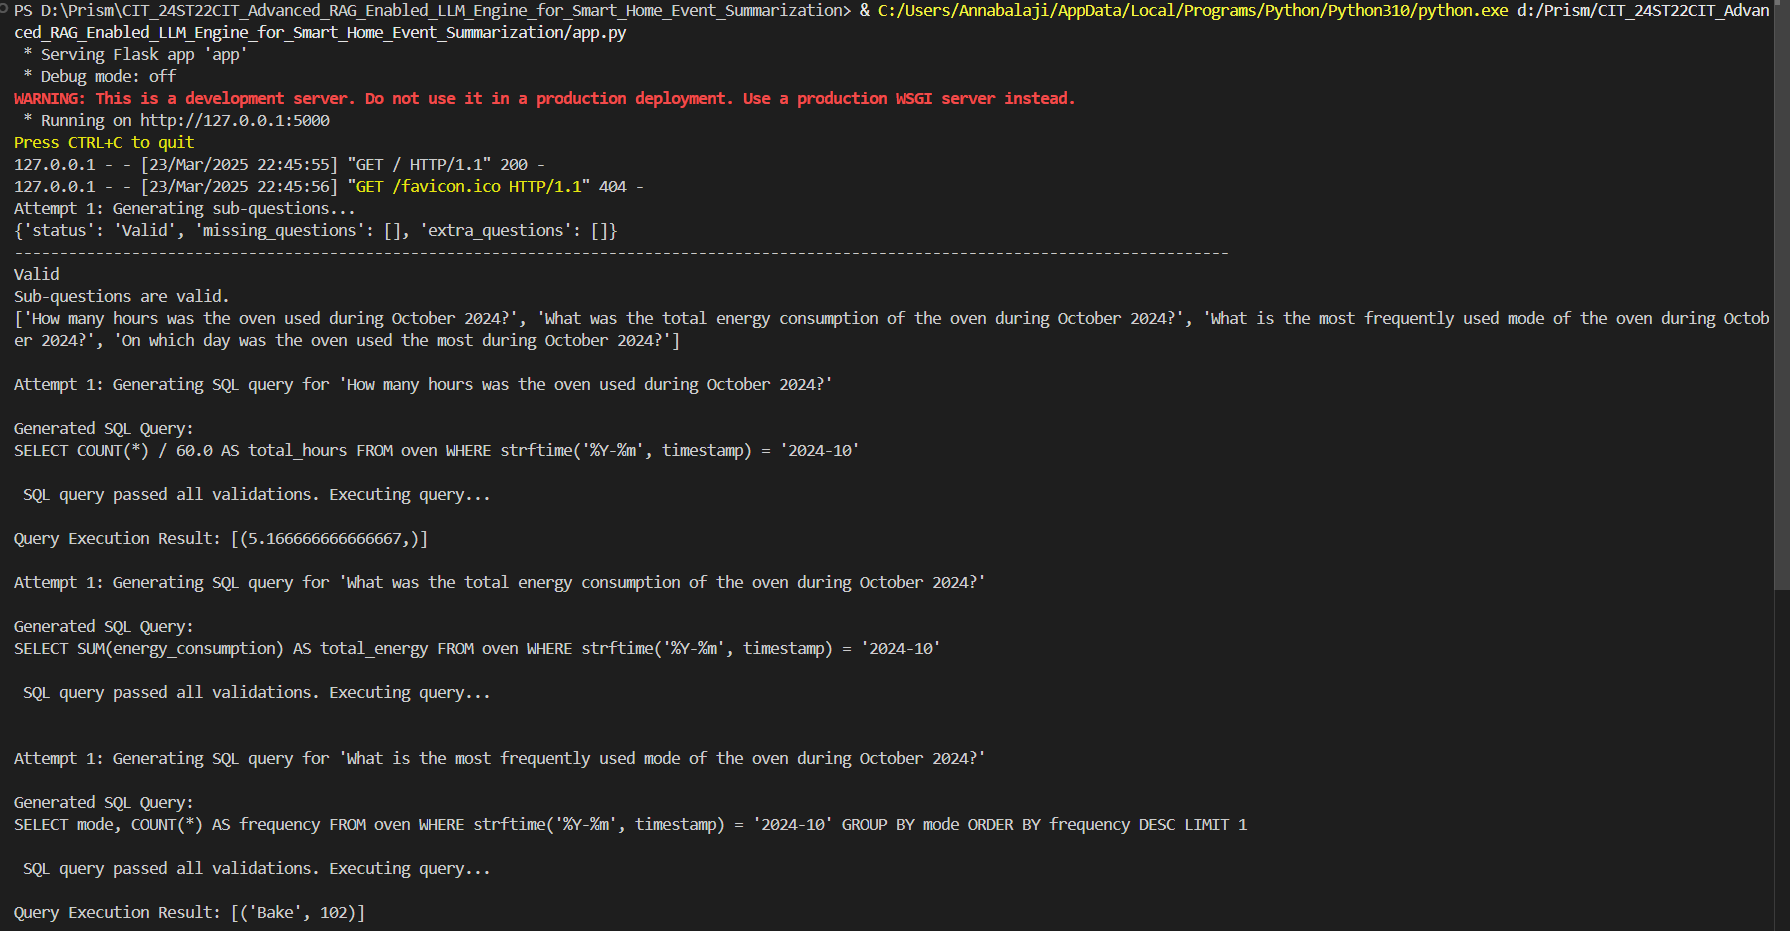 PS D:\Prism\CIT_24ST22CIT_Advanced_RAG_Enabled_LLM_Engine_for_Smart_Home_Event_Summarization> & C:/Users/Annabalaji/AppData/Local/Programs/Python/Python310/python.exe d:/Prism/CIT_24ST22CIT_Advan
ced_RAG_Enabled_LLM_Engine_for_Smart_Home_Event_Summarization/app.py
 * Serving Flask app 'app'
 * Debug mode: off
WARNING: This is a development server. Do not use it in a production deployment. Use a production WSGI server instead.
 * Running on http://127.0.0.1:5000
Press CTRL+C to quit
127.0.0.1 - - [23/Mar/2025 22:45:55] "GET / HTTP/1.1" 200 -
127.0.0.1 - - [23/Mar/2025 22:45:56] "GET /favicon.ico HTTP/1.1" 404 -
Attempt 1: Generating sub-questions...
{'status': 'Valid', 'missing_questions': [], 'extra_questions': []}
---------------------------------------------------------------------------------------------------------------------------------------
Valid
Sub-questions are valid.
['How many hours was the oven used during October 2024?', 'What was the total energy consumption of the oven during October 2024?', 'What is the most frequently used mode of the oven during Octob
er 2024?', 'On which day was the oven used the most during October 2024?']
Attempt 1: Generating SQL query for 'How many hours was the oven used during October 2024?'
Generated SQL Query:
SELECT COUNT(*) / 60.0 AS total_hours FROM oven WHERE strftime('%Y-%m', timestamp) = '2024-10'
 SQL query passed all validations. Executing query...
Query Execution Result: [(5.166666666666667,)]
Attempt 1: Generating SQL query for 'What was the total energy consumption of the oven during October 2024?'
Generated SQL Query:
SELECT SUM(energy_consumption) AS total_energy FROM oven WHERE strftime('%Y-%m', timestamp) = '2024-10'
 SQL query passed all validations. Executing query...
Attempt 1: Generating SQL query for 'What is the most frequently used mode of the oven during October 2024?'
Generated SQL Query:
SELECT mode, COUNT(*) AS frequency FROM oven WHERE strftime('%Y-%m', timestamp) = '2024-10' GROUP BY mode ORDER BY frequency DESC LIMIT 1
 SQL query passed all validations. Executing query...
Query Execution Result: [('Bake', 102)]